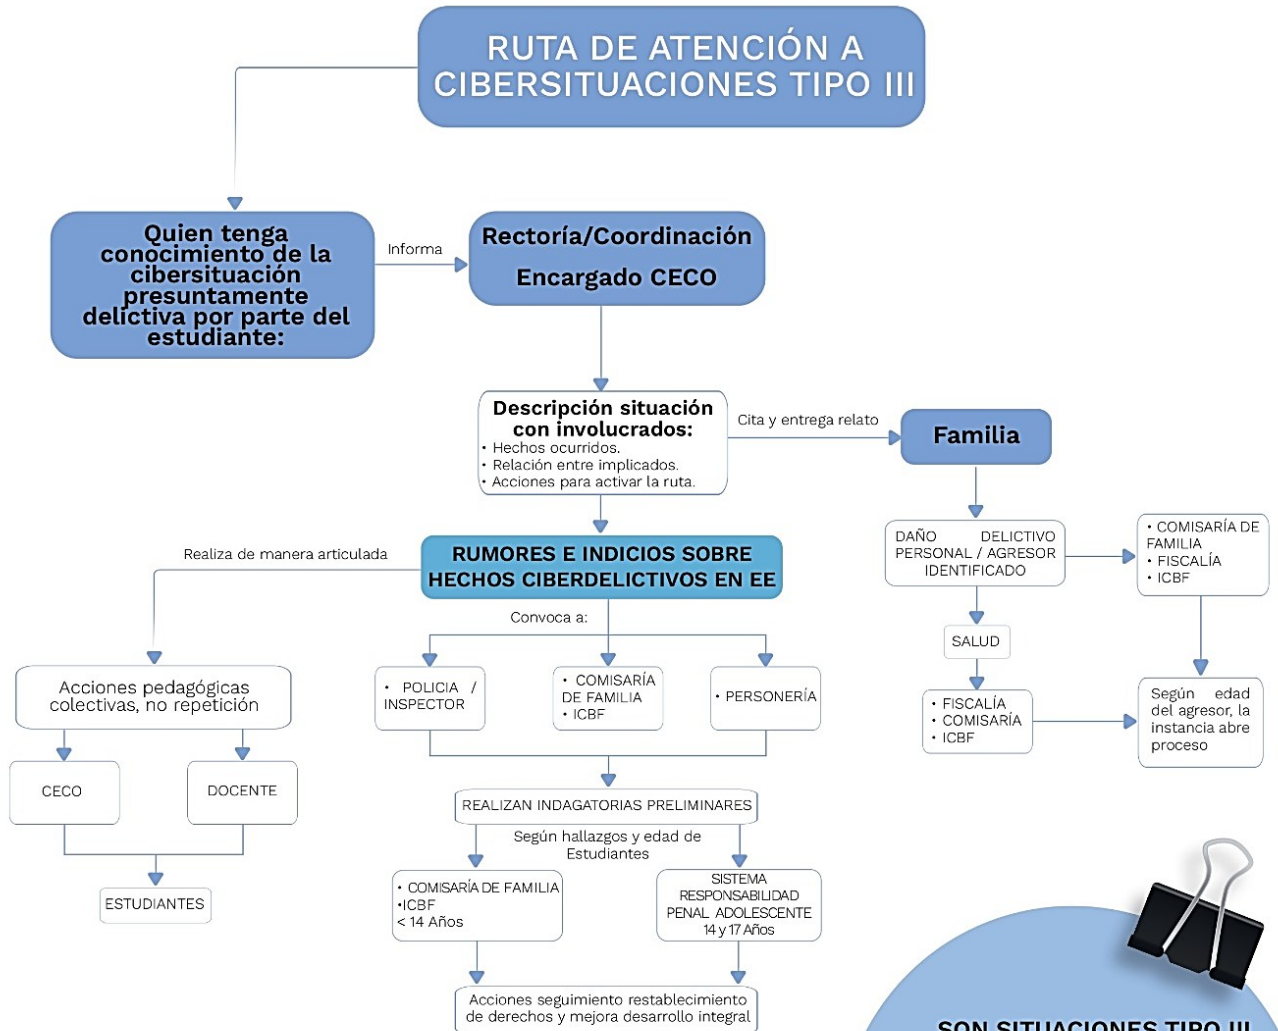 RUTA DE ATENCIÓN A
CIBERSITUACIONES TIPO III
Quien tenga
conocimiento de la
cibersituación
presuntamente
delictiva por parte del
estudiante:
Informa
Rectoría/Coordinación
Encargado CECO
Descripción situación
con involucrados:
• Hechos ocurridos.
• Relación entre implicados.
• Acciones para activar la ruta.
Cita y entrega relato
Familia
DAÑO DELICTIVO
PERSONAL / AGRESOR
IDENTIFICADO
• COMISARÍA DE
FAMILIA
• FISCALÍA
• ICBF
SALUD
• FISCALÍA
• COMISARÍA
• ICBF
Según edad
del agresor, la
instancia abre
proceso
RUMORES E INDICIOS SOBRE
HECHOS CIBERDELICTIVOS EN EE
Realiza de manera articulada
Acciones pedagógicas
colectivas, no repetición
CECO
DOCENTE
ESTUDIANTES
Convoca a:
• POLICIA /
INSPECTOR
• COMISARÍA
DE FAMILIA
• ICBF
• PERSONERÍA
REALIZAN INDAGATORIAS PRELIMINARES
Según hallazgos y edad de
Estudiantes
• COMISARÍA DE FAMILIA
•ICBF
< 14 Años
SISTEMA
RESPONSABILIDAD
PENAL ADOLESCENTE
14 y 17 Años
Acciones seguimiento restablecimiento
de derechos y mejora desarrollo integral
SON SITUACIONES TIPO III